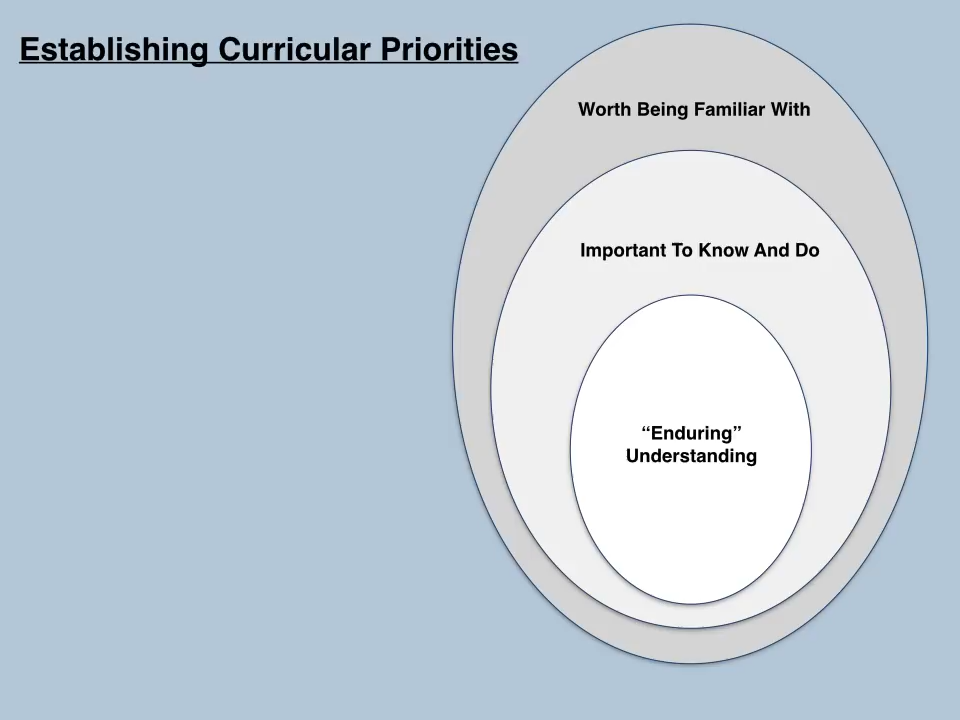 Establishing Curricular Priorities
Worth Being Familiar With
Important To Know And Do
“Enduring”
Understanding